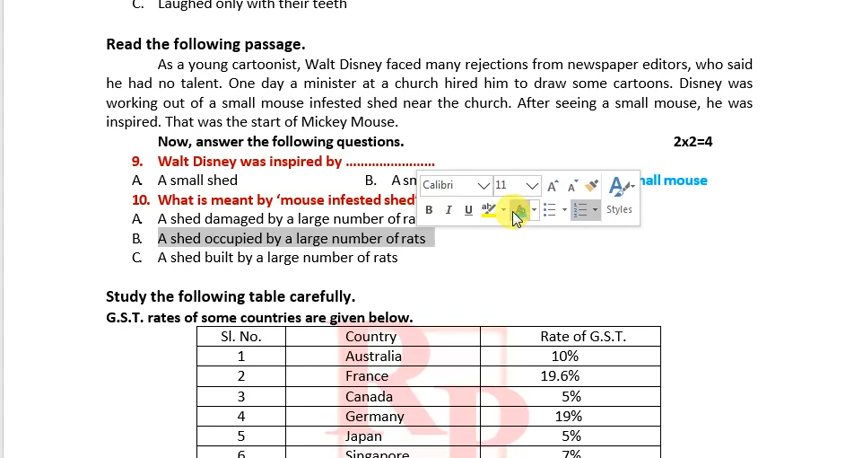 C. Laughed only with their teeth
Read the following passage.
As a young cartoonist, Walt Disney faced many rejections from newspaper editors, who said
he had no talent. One day a minister at a church hired him to draw some cartoons. Disney was
working out of a small mouse infested shed near the church. After seeing a small mouse, he was
inspired. That was the start of Mickey Mouse.
Now, answer the following questions. 2x2=4
9. Walt Disney was inspired by ........................
A. A small shed B. A sm mall mouse
Calibri 11
10. What is meant by ‘mouse infested shed
B I U Styles
A. A shed damaged by a large number of ra
B. A shed occupied by a large number of rats
C. A shed built by a large number of rats
Study the following table carefully.
G.S.T. rates of some countries are given below.
Sl. No. Country Rate of G.S.T.
1 Australia 10%
2 France 19.6%
3 Canada 5%
4 Germany 19%
5 Japan 5%
6 Singapore 7%